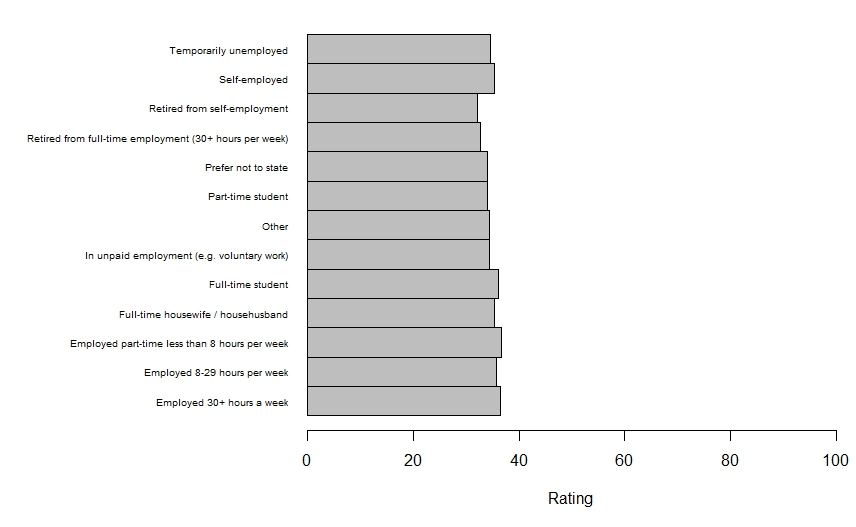 Temporarily unemployed
Self-employed
Retired from self-employment
Retired from full-time employment (30+ hours per week)
Prefer not to state
Part-time student
Other
In unpaid employment (e.g. voluntary work)
Full-time student
Full-time housewife / househusband
Employed part-time less than 8 hours per week
Employed 8-29 hours per week
Employed 30+ hours a week
0 20 40 60 80 100
Rating